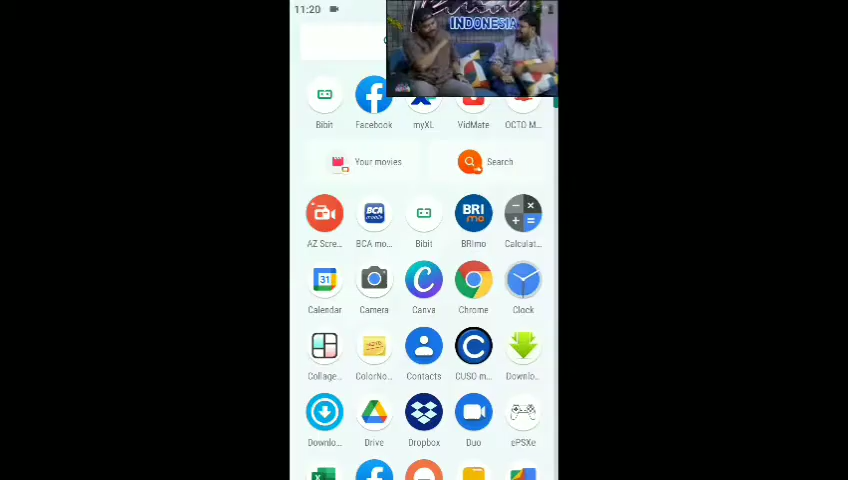 11:20
INDONESIA
Bibit
Facebook
myXL
VidMate
OCTO M...
Your movies
Search
AZ Scre...
BCA mo...
Bibit
BRImo
Calculat...
Calendar
Camera
Canva
Chrome
Clock
Collage...
ColorNo...
Contacts
CUSO m...
Downlo...
Downlo...
Drive
Dropbox
Duo
ePSXe